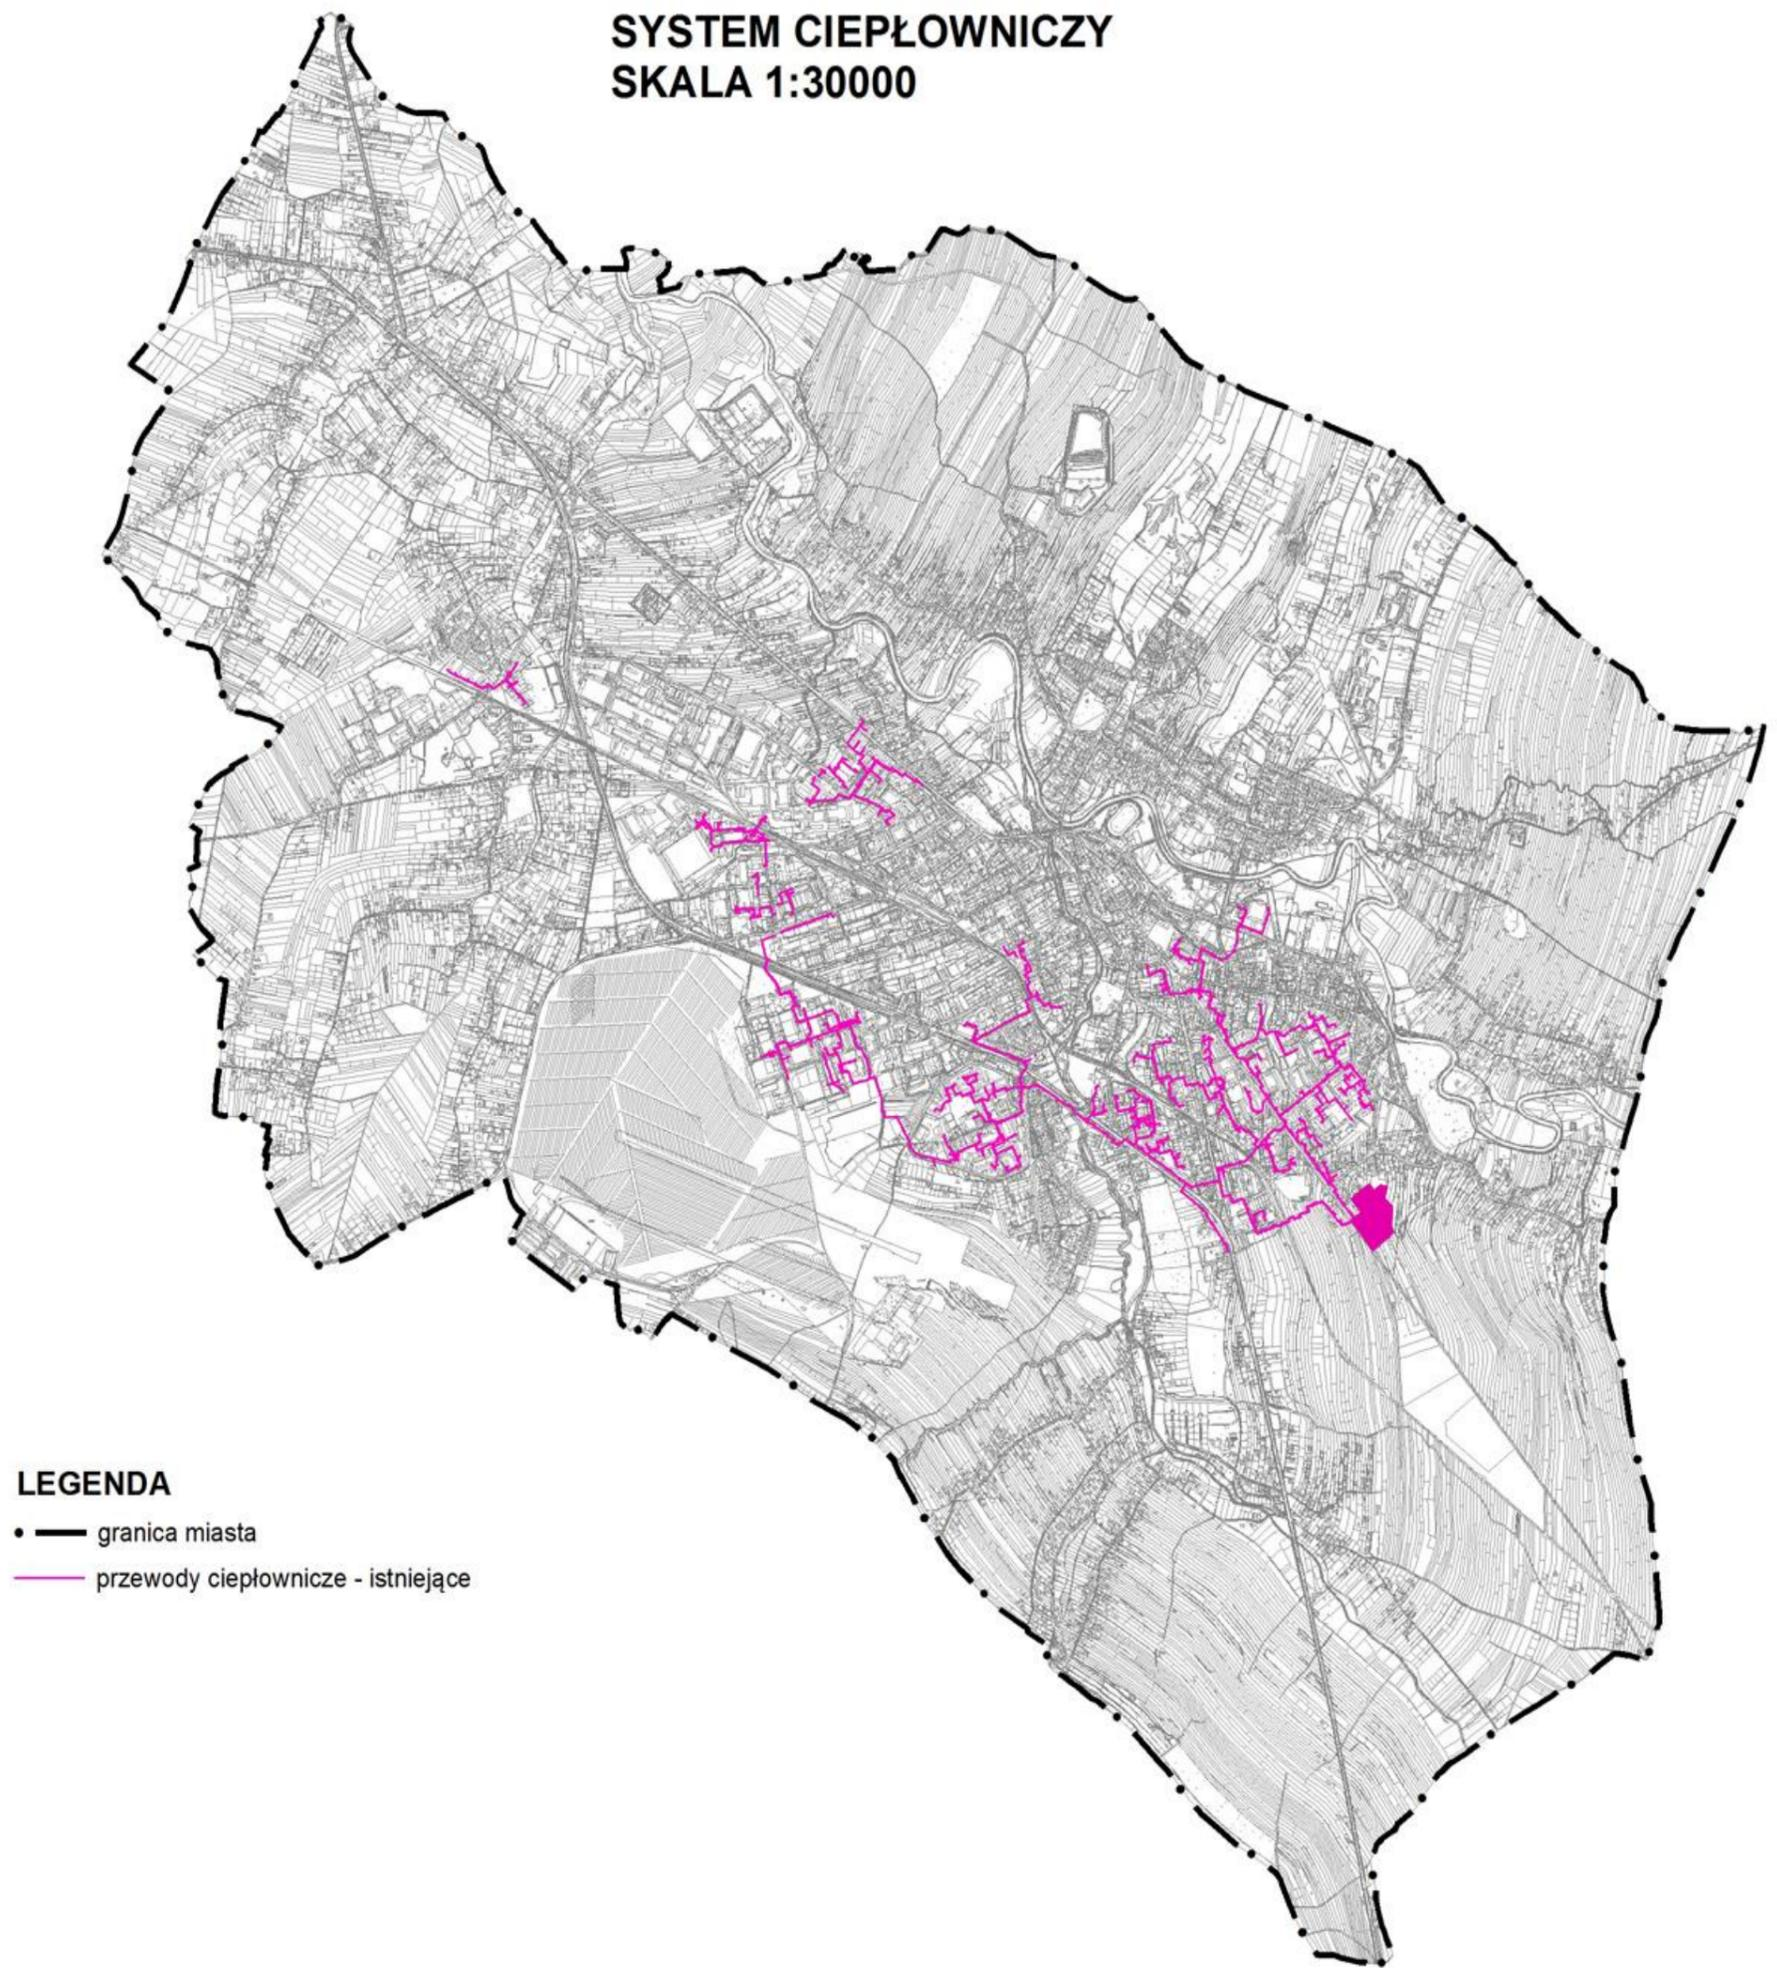 SYSTEM CIEPŁOWNICZY
SKALA 1:30000
LEGENDA
granica miasta
przewody ciepłownicze - istniejące